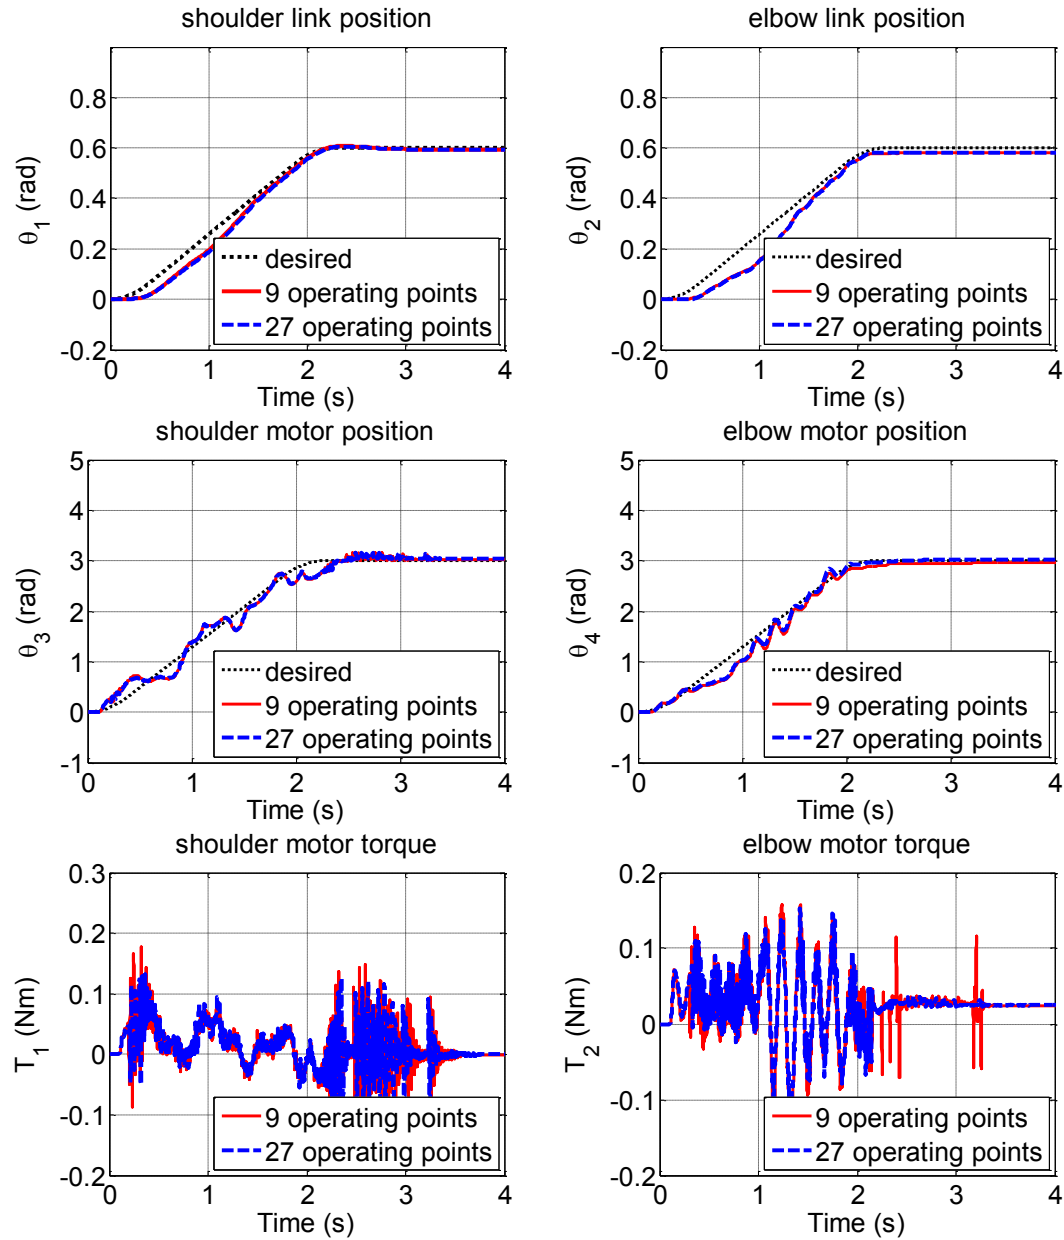 shoulder link position
0.8
0.6
0.4
0.2
0
-0.2
θ1 (rad)
desired
9 operating points
27 operating points
0 1 2 3 4
Time (s)
elbow link position
0.8
0.6
0.4
0.2
0
-0.2
θ2 (rad)
desired
9 operating points
27 operating points
0 1 2 3 4
Time (s)
shoulder motor position
5
4
3
2
1
0
-1
θ3 (rad)
desired
9 operating points
27 operating points
0 1 2 3 4
Time (s)
elbow motor position
5
4
3
2
1
0
-1
θ4 (rad)
desired
9 operating points
27 operating points
0 1 2 3 4
Time (s)
shoulder motor torque
0.3
0.2
0.1
0
-0.1
-0.2
T1 (Nm)
9 operating points
27 operating points
0 1 2 3 4
Time (s)
elbow motor torque
0.2
0.1
0
-0.1
-0.2
T2 (Nm)
9 operating points
27 operating points
0 1 2 3 4
Time (s)